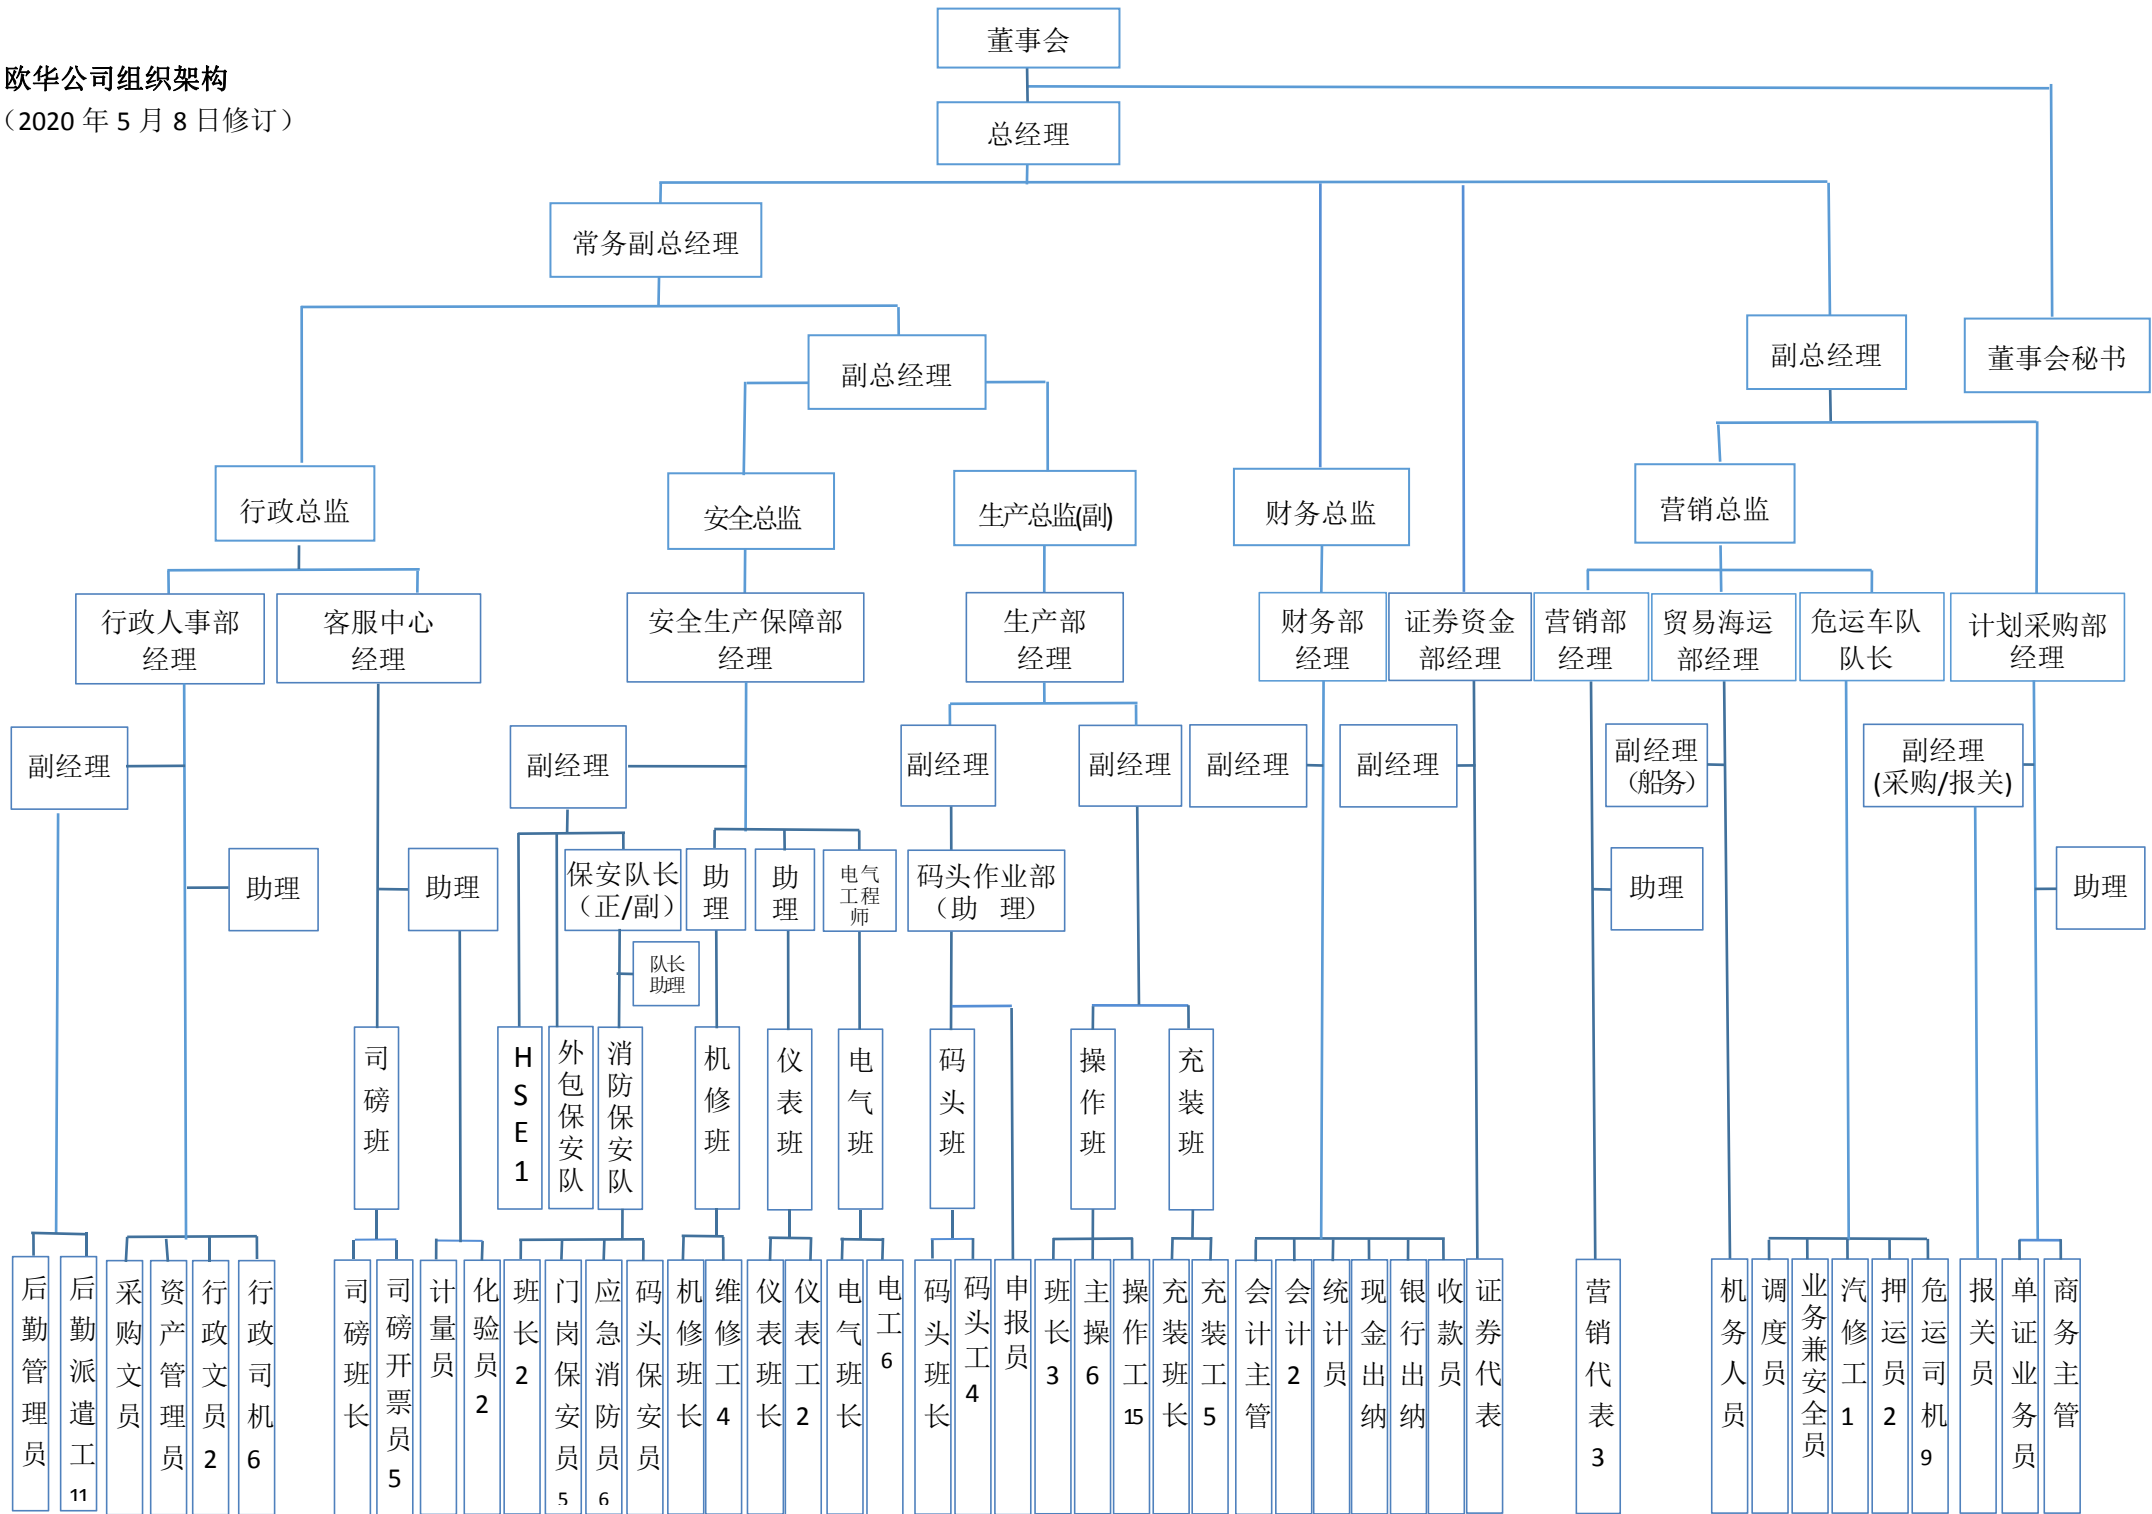 董事会
欧华公司组织架构
（2020 年 5 月 8 日修订）
总经理
常务副总经理
副总经理
副总经理
董事会秘书
行政总监
安全总监
生产总监(副)
财务总监
营销总监
行政人事部
经理
客服中心
经理
安全生产保障部
经理
生产部
经理
财务部
经理
证券资金
部经理
营销部
经理
贸易海运
部经理
危运车队
队长
计划采购部
经理
副经理
副经理
副经理
副经理
副经理
副经理
副经理
（船务）
副经理
(采购/报关)
助理
助理
保安队长
（正/副）
助
理
助
理
电气
工程
师
码头作业部
（助 理）
助理
助理
队长
助理
司磅班
HSE1
外包保安队
消防保安队
机修班
仪表班
电气班
码头班
操作班
充装班
后勤管理员
后勤派遣工11
采购文员
资产管理员
行政文员2
行政司机6
司磅班长
司磅开票员5
计量员
化验员2
班长2
门岗保安员5
应急消防员6
码头保安员
机修班长
维修工4
仪表班长
仪表工2
电气班长
电工6
码头班长
码头工4
申报员
班长3
主操6
操作工15
充装班长
充装工5
会计主管
会计2
统计员
现金出纳
银行出纳
收款员
证券代表
营销代表3
机务人员
调度员
业务兼安全员
汽修工1
押运员2
危运司机9
报关员
单证业务员
商务主管